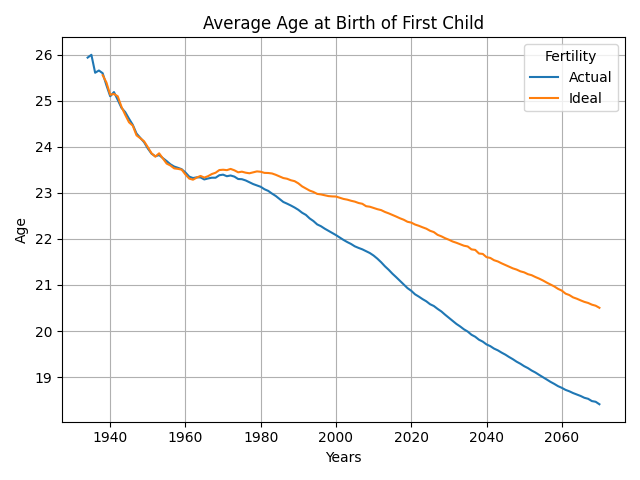 Average Age at Birth of First Child
Fertility
Actual
Ideal
Age
26
25
24
23
22
21
20
19
1940 1960 1980 2000 2020 2040 2060
Years